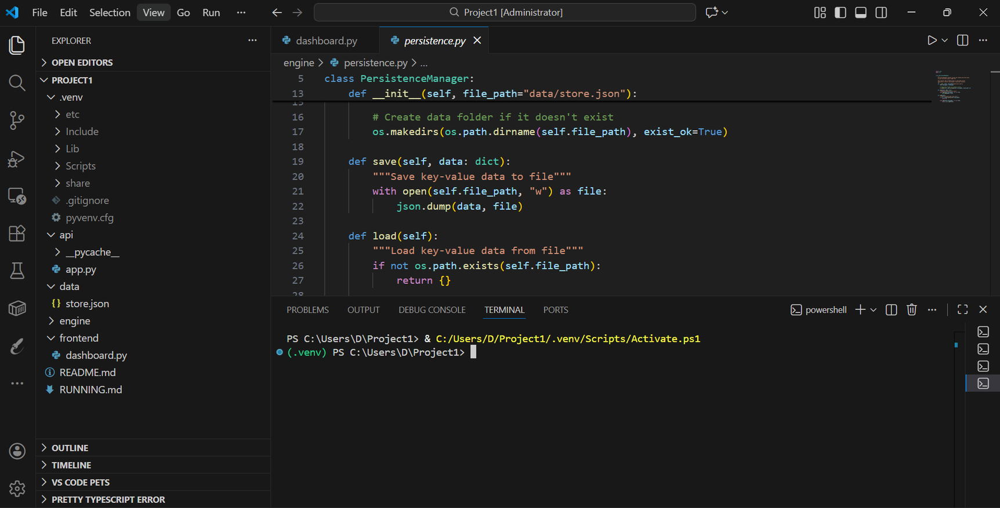 File Edit Selection View Go Run ···
Project1 [Administrator]
EXPLORER
OPEN EDITORS
PROJECT1
.venv
etc
Include
Lib
Scripts
share
.gitignore
pyvenv.cfg
api
__pycache__
app.py
data
store.json
engine
frontend
dashboard.py
README.md
RUNNING.md
OUTLINE
TIMELINE
VS CODE PETS
PRETTY TYPESCRIPT ERROR
dashboard.py persistence.py
engine > persistence.py > ...
5 class PersistenceManager:
13 def __init__(self, file_path="data/store.json"):
15
16 # Create data folder if it doesn't exist
17 os.makedirs(os.path.dirname(self.file_path), exist_ok=True)
18
19 def save(self, data: dict):
20 """Save key-value data to file"""
21 with open(self.file_path, "w") as file:
22 json.dump(data, file)
23
24 def load(self):
25 """Load key-value data from file"""
26 if not os.path.exists(self.file_path):
27 return {}
28
PROBLEMS OUTPUT DEBUG CONSOLE TERMINAL PORTS
powershell
PS C:\Users\D\Project1> & C:/Users/D/Project1/.venv/Scripts/Activate.ps1
(.venv) PS C:\Users\D\Project1>